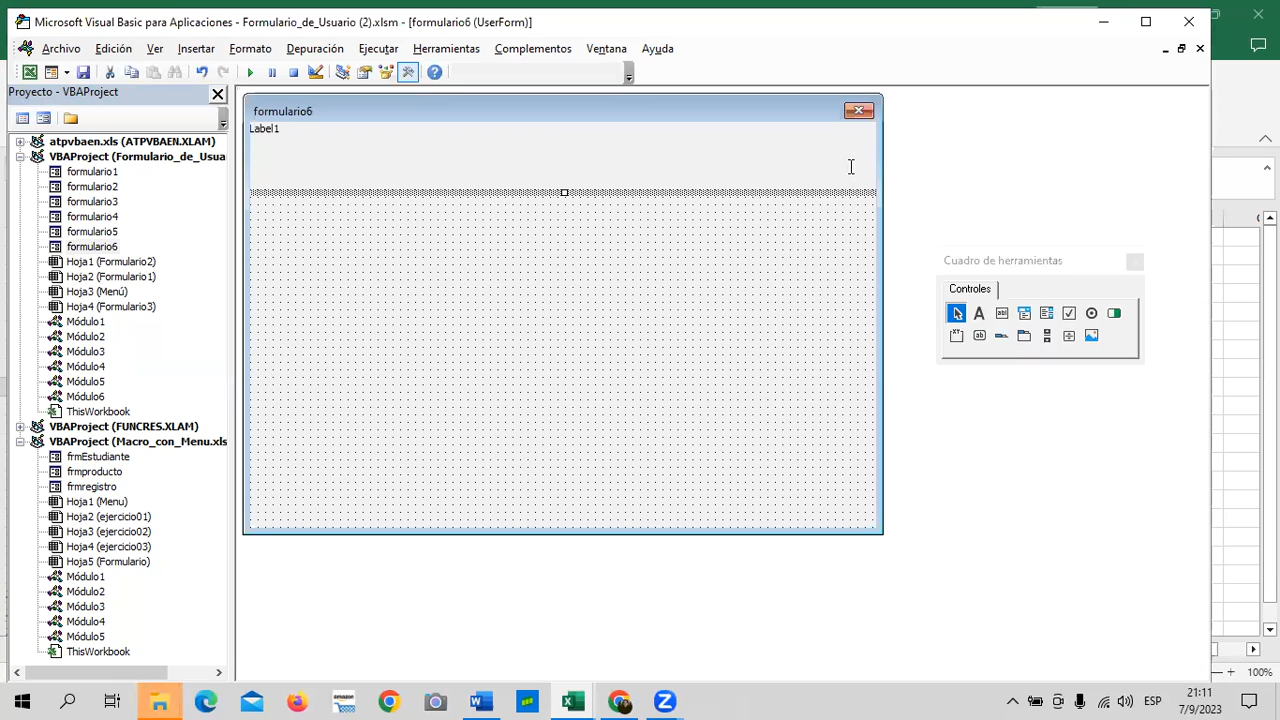 Microsoft Visual Basic para Aplicaciones - Formulario_de_Usuario (2).xlsm - [formulario6 (UserForm)]
Archivo Edición Ver Insertar Formato Depuración Ejecutar Herramientas Complementos Ventana Ayuda
Proyecto - VBAProject
atpvbaen.xls (ATPVBAEN.XLAM)
VBAProject (Formulario_de_Usua
formulario1
formulario2
formulario3
formulario4
formulario5
formulario6
Hoja1 (Formulario2)
Hoja2 (Formulario1)
Hoja3 (Menú)
Hoja4 (Formulario3)
Módulo1
Módulo2
Módulo3
Módulo4
Módulo5
Módulo6
ThisWorkbook
VBAProject (FUNCRES.XLAM)
VBAProject (Macro_con_Menu.xls
frmEstudiante
frmproducto
frmregistro
Hoja1 (Menu)
Hoja2 (ejercicio01)
Hoja3 (ejercicio02)
Hoja4 (ejercicio03)
Hoja5 (Formulario)
Módulo1
Módulo2
Módulo3
Módulo4
Módulo5
ThisWorkbook
formulario6
Label1
Cuadro de herramientas
Controles
100%
amazon
ESP
21:11
7/9/2023